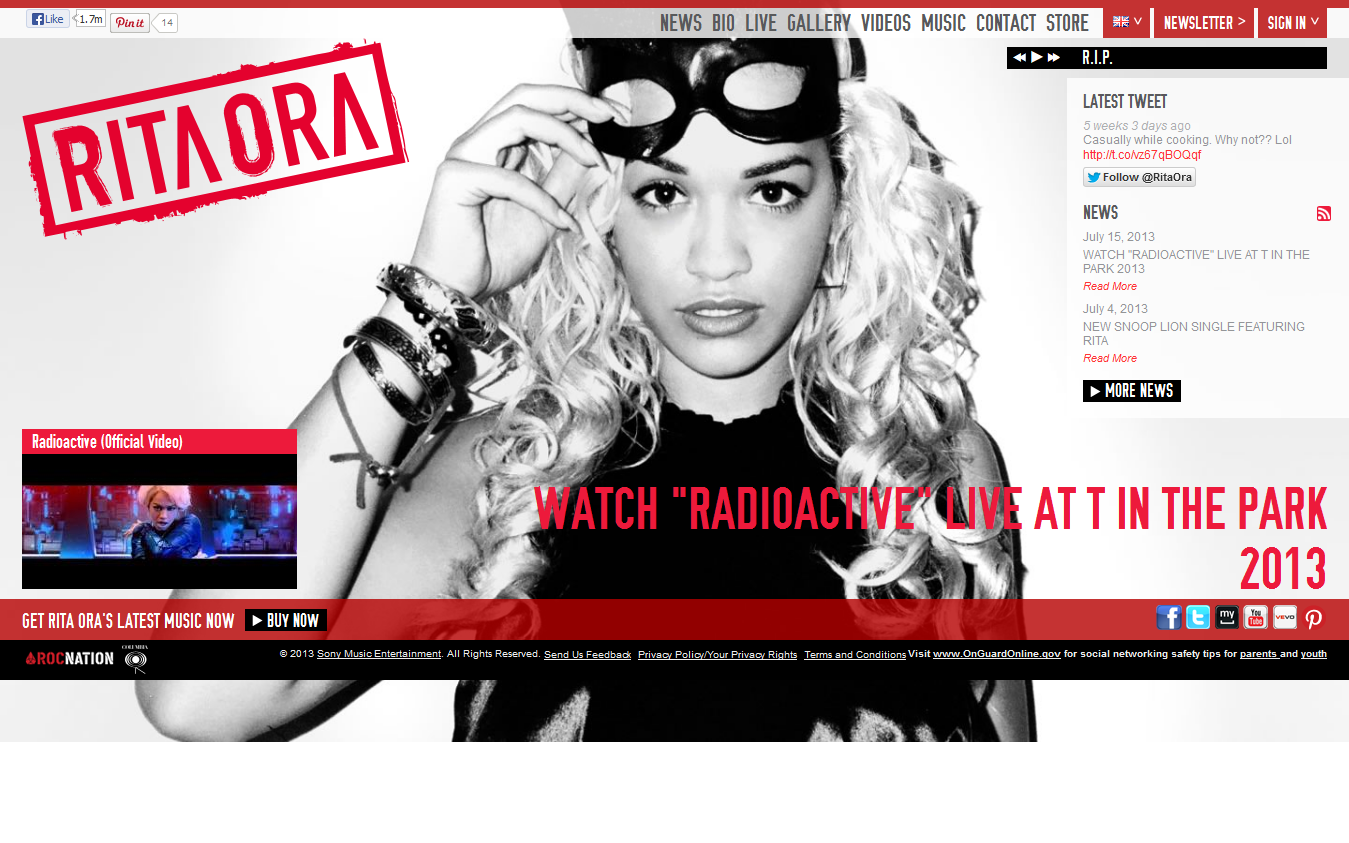 Like
1.7m
Pin it
14
NEWS BIO LIVE GALLERY VIDEOS MUSIC CONTACT STORE
NEWSLETTER >
SIGN IN
R.I.P.
RITA ORA
LATEST TWEET
5 weeks 3 days ago
Casually while cooking. Why not?? Lol
http://t.co/vz67qBOQqf
Follow @RitaOra
NEWS
July 15, 2013
WATCH "RADIOACTIVE" LIVE AT T IN THE
PARK 2013
Read More
July 4, 2013
NEW SNOOP LION SINGLE FEATURING
RITA
Read More
MORE NEWS
Radioactive (Official Video)
WATCH "RADIOACTIVE" LIVE AT T IN THE PARK
2013
GET RITA ORA'S LATEST MUSIC NOW
BUY NOW
f t my You Tube vevo P
ROCNATION
COLUMBIA
© 2013 Sony Music Entertainment. All Rights Reserved. Send Us Feedback Privacy Policy/Your Privacy Rights Terms and Conditions Visit www.OnGuardOnline.gov for social networking safety tips for parents and youth